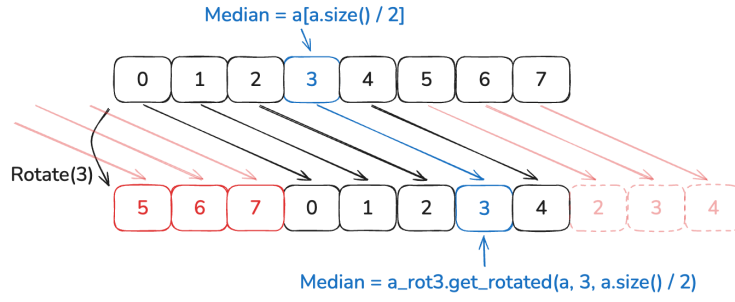 Median = a[a.size() / 2]
0 1 2 3 4 5 6 7
Rotate(3)
5 6 7 0 1 2 3 4 2 3 4
Median = a_rot3.get_rotated(a, 3, a.size() / 2)